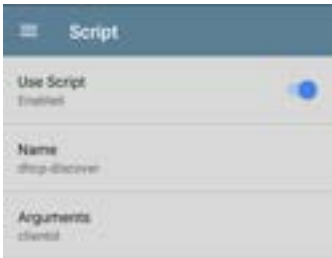 Script
Use Script
Enabled
Name
dhcp-discover
Arguments
clientid